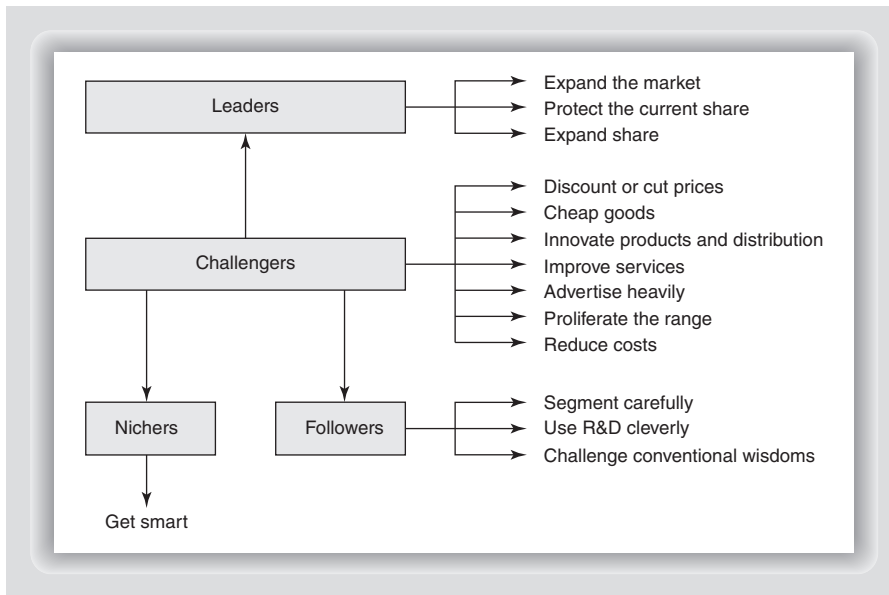 Leaders
Expand the market
Protect the current share
Expand share
Challengers
Discount or cut prices
Cheap goods
Innovate products and distribution
Improve services
Advertise heavily
Proliferate the range
Reduce costs
Nichers
Get smart
Followers
Segment carefully
Use R&D cleverly
Challenge conventional wisdoms